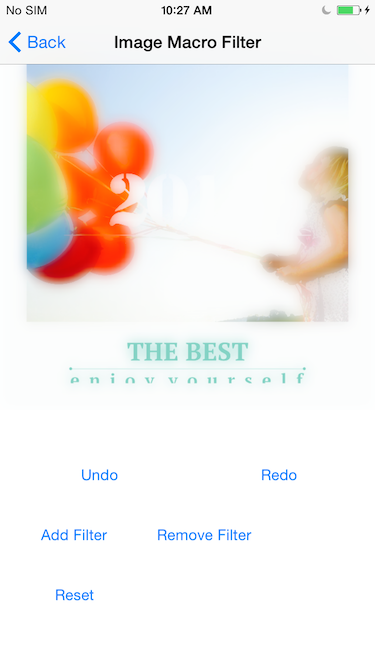 No SIM 10:27 AM
Back Image Macro Filter
THE BEST
enjoy yourself
Undo Redo
Add Filter Remove Filter
Reset